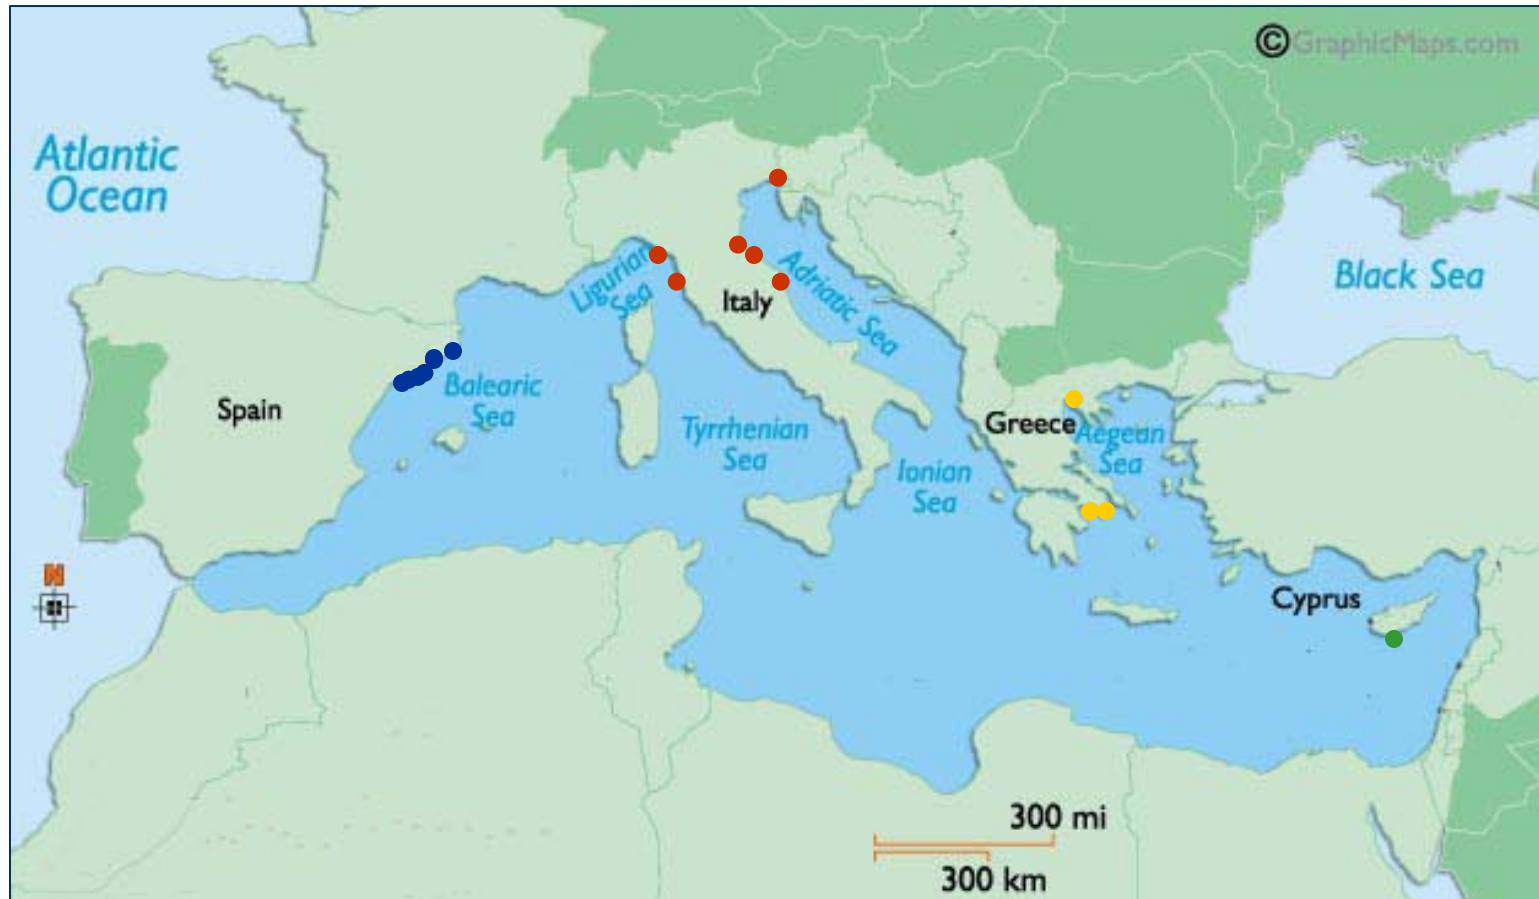 ©GraphicMaps.com
Atlantic
Ocean
Black Sea
Ligurian
Sea
Adriatic Sea
Italy
Balearic
Sea
Spain
Tyrrhenian
Sea
Greece
Aegean
Sea
Ionian
Sea
N
Cyprus
300 mi
300 km